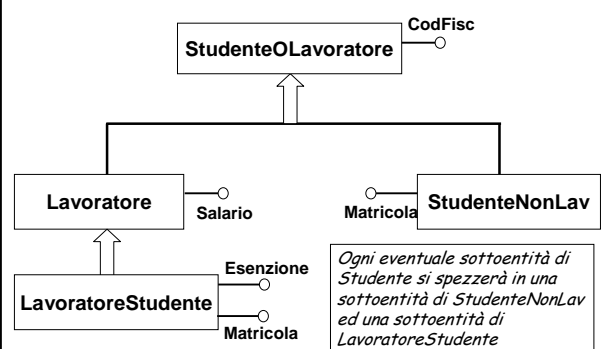 CodFisc
StudenteOLavoratore
Lavoratore
Salario
Matricola
StudenteNonLav
Esenzione
LavoratoreStudente
Matricola
Ogni eventuale sottoentità di
Studente si spezzerà in una
sottoentità di StudenteNonLav
ed una sottoentità di
LavoratoreStudente